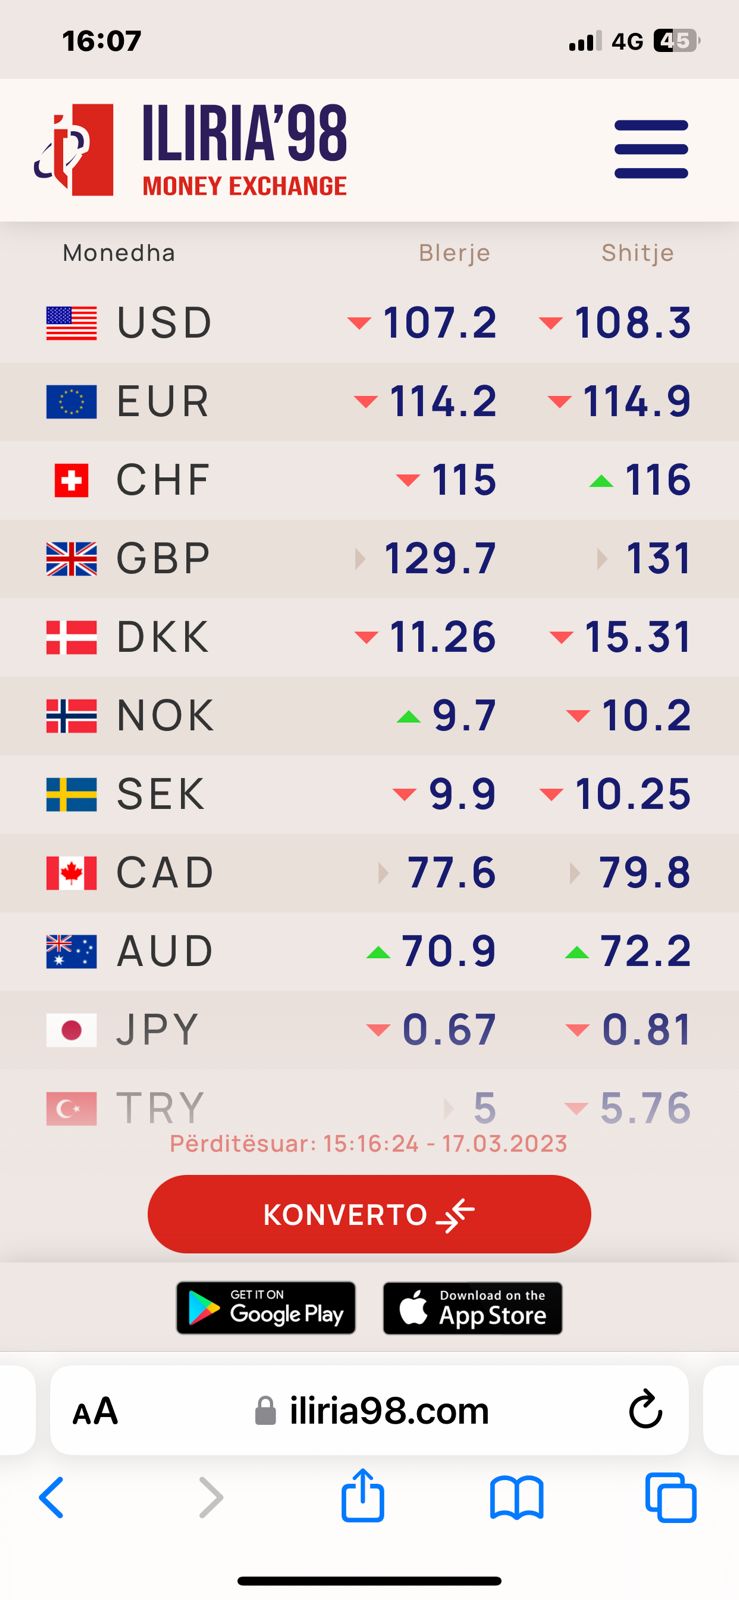 16:07 4G 45
ILIRIA’98
MONEY EXCHANGE
Monedha Blerje Shitje
USD 107.2 108.3
EUR 114.2 114.9
CHF 115 116
GBP 129.7 131
DKK 11.26 15.31
NOK 9.7 10.2
SEK 9.9 10.25
CAD 77.6 79.8
AUD 70.9 72.2
JPY 0.67 0.81
TRY 5 5.76
Përditësuar: 15:16:24 - 17.03.2023
KONVERTO
GET IT ON Download on the
Google Play App Store
AA iliria98.com